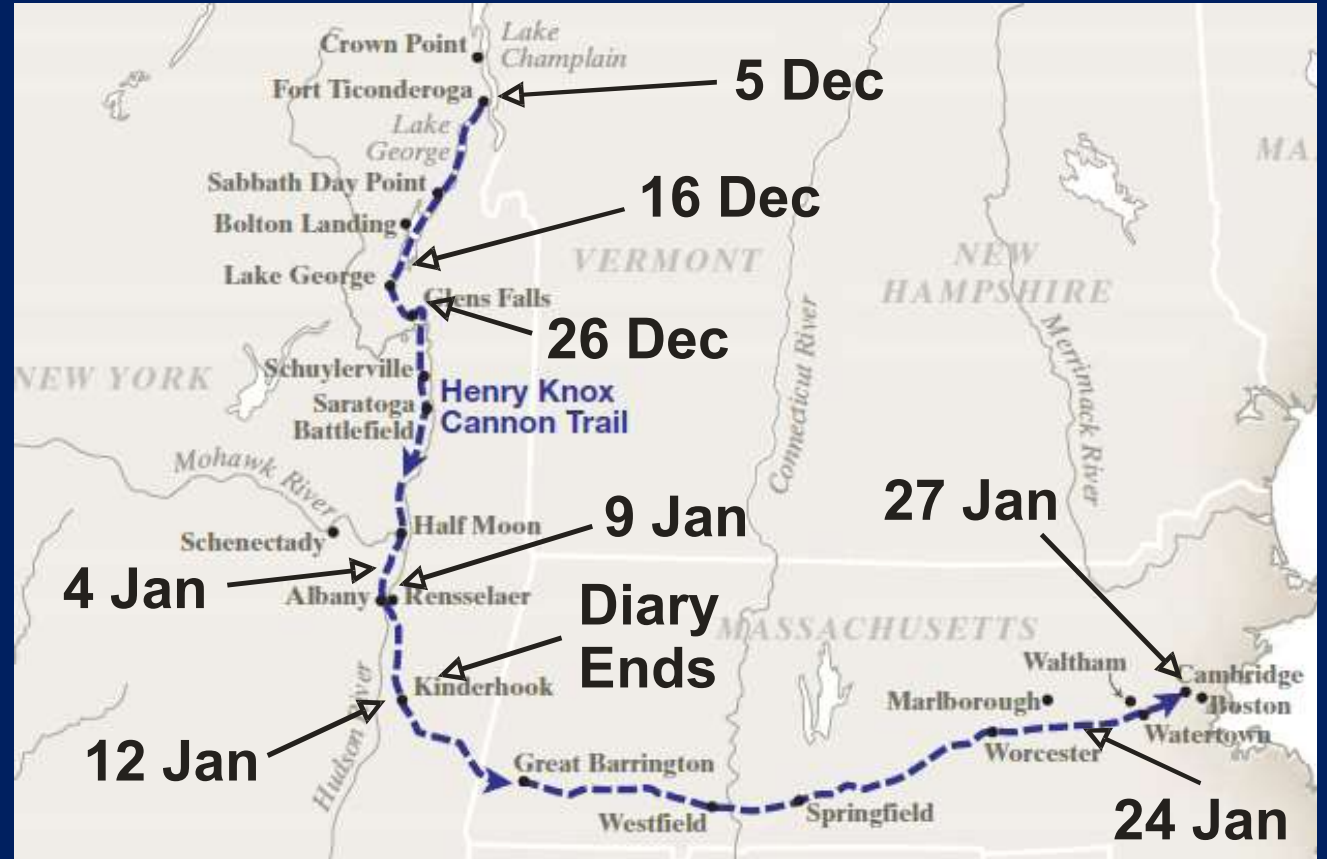 Crown Point
Lake
Champlain
Fort Ticonderoga
5 Dec
Lake
George
Sabbath Day Point
16 Dec
Bolton Landing
Lake George
Glens Falls
26 Dec
VERMONT
NEW
HAMPSHIRE
MA
Connecticut River
Merrimack River
NEW YORK
Schuylerville
Henry Knox
Cannon Trail
Saratoga
Battlefield
Mohawk River
Schenectady
Half Moon
9 Jan
27 Jan
4 Jan
Albany
Rensselaer
Diary
Ends
MASSACHUSETTS
Kinderhook
Hudson River
12 Jan
Waltham
Cambridge
Marlborough
Boston
Watertown
Worcester
Great Barrington
Westfield
Springfield
24 Jan